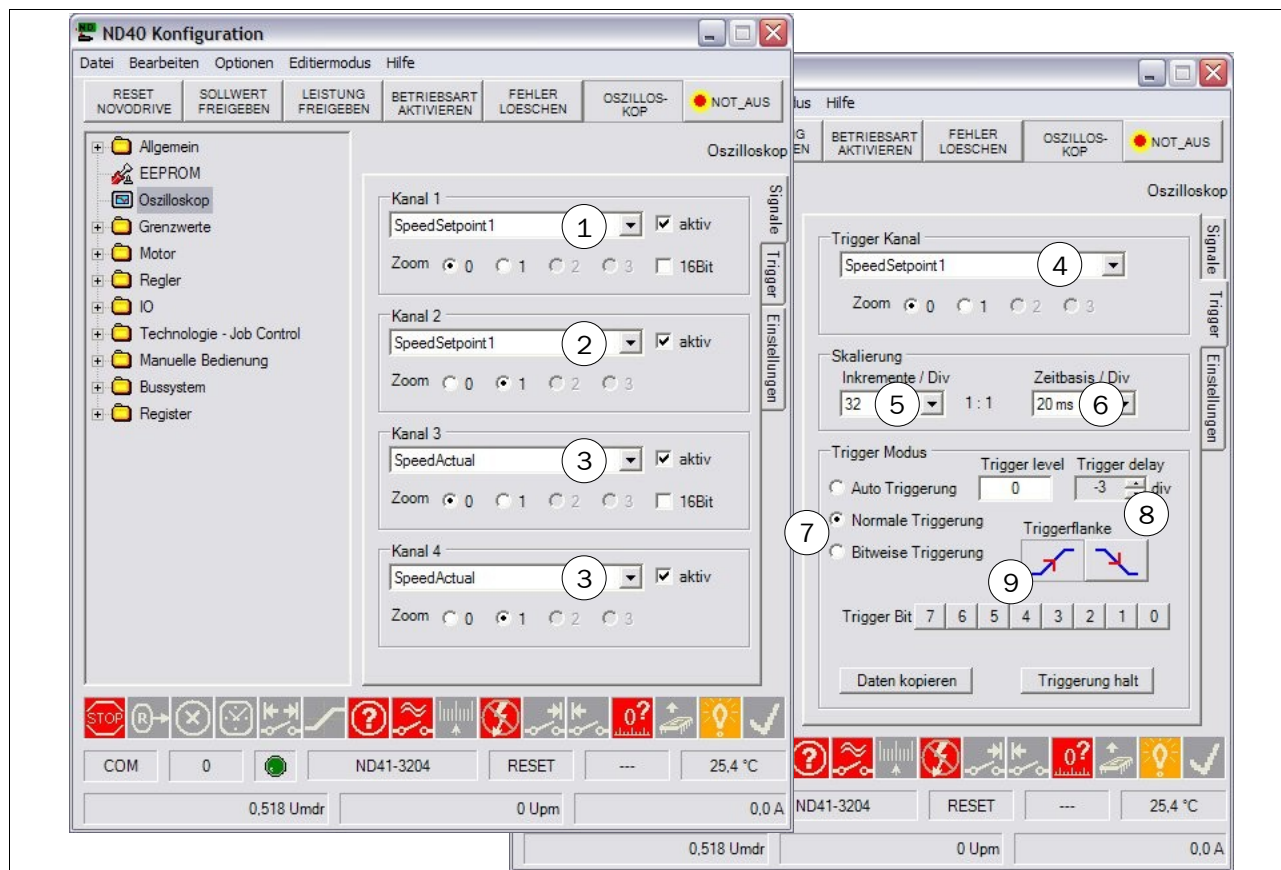 ND40 Konfiguration
Datei Bearbeiten Optionen Editiermodus Hilfe
RESET NOVODRIVE
SOLLWERT FREIGEBEN
LEISTUNG FREIGEBEN
BETRIEBSART AKTIVIEREN
FEHLER LOESCHEN
OSZILLOS-KOP
NOT_AUS
Allgemein
EEPROM
Oszilloskop
Grenzwerte
Motor
Regler
IO
Technologie - Job Control
Manuelle Bedienung
Bussystem
Register
Oszilloskop
Signale
Trigger
Einstellungen
Kanal 1
SpeedSetpoint1 1 aktiv
Zoom 0 1 2 3 16Bit
Kanal 2
SpeedSetpoint1 2 aktiv
Zoom 0 1 2 3
Kanal 3
SpeedActual 3 aktiv
Zoom 0 1 2 3 16Bit
Kanal 4
SpeedActual 3 aktiv
Zoom 0 1 2 3
STOP R ? 0?
COM 0 ND41-3204 RESET --- 25,4 °C
0,518 Umdr 0 Upm 0,0 A
us Hilfe
G EN
BETRIEBSART AKTIVIEREN
FEHLER LOESCHEN
OSZILLOS-KOP
NOT_AUS
Oszilloskop
Signale
Trigger
Einstellungen
Trigger Kanal
SpeedSetpoint1 4
Zoom 0 1 2 3
Skalierung
Inkremente / Div Zeitbasis / Div
32 5 1 : 1 20 ms 6
Trigger Modus
Trigger level Trigger delay
Auto Triggerung 0 -3 div
7 Normale Triggerung Triggerflanke 8
Bitweise Triggerung
9
Trigger Bit 7 6 5 4 3 2 1 0
Daten kopieren Triggerung halt
? 0?
ND41-3204 RESET --- 25,4 °C
0,518 Umdr 0 Upm 0,0 A